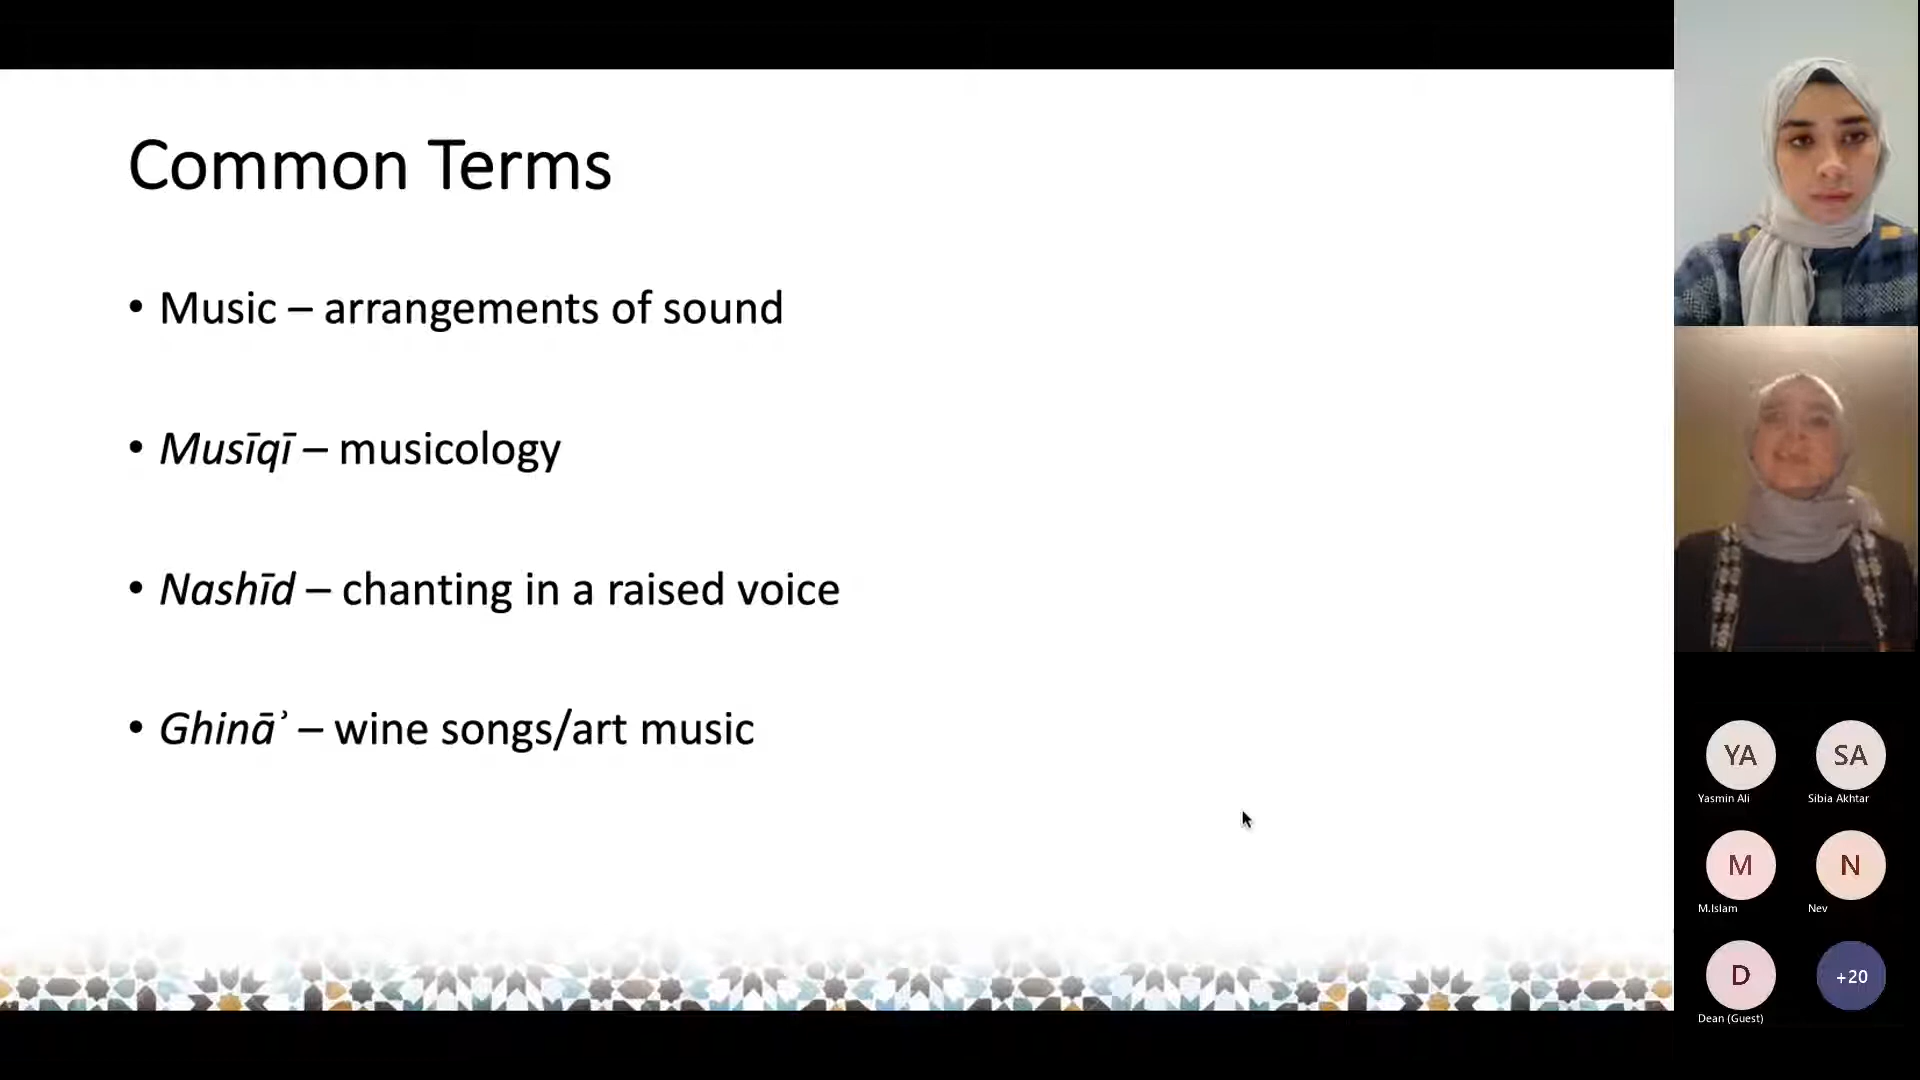 Common Terms
• Music – arrangements of sound
• Musīqī – musicology
• Nashīd – chanting in a raised voice
• Ghināʾ – wine songs/art music
YA
SA
Yasmin Ali
Sibia Akhtar
M
N
M.Islam
Nev
D
+20
Dean (Guest)